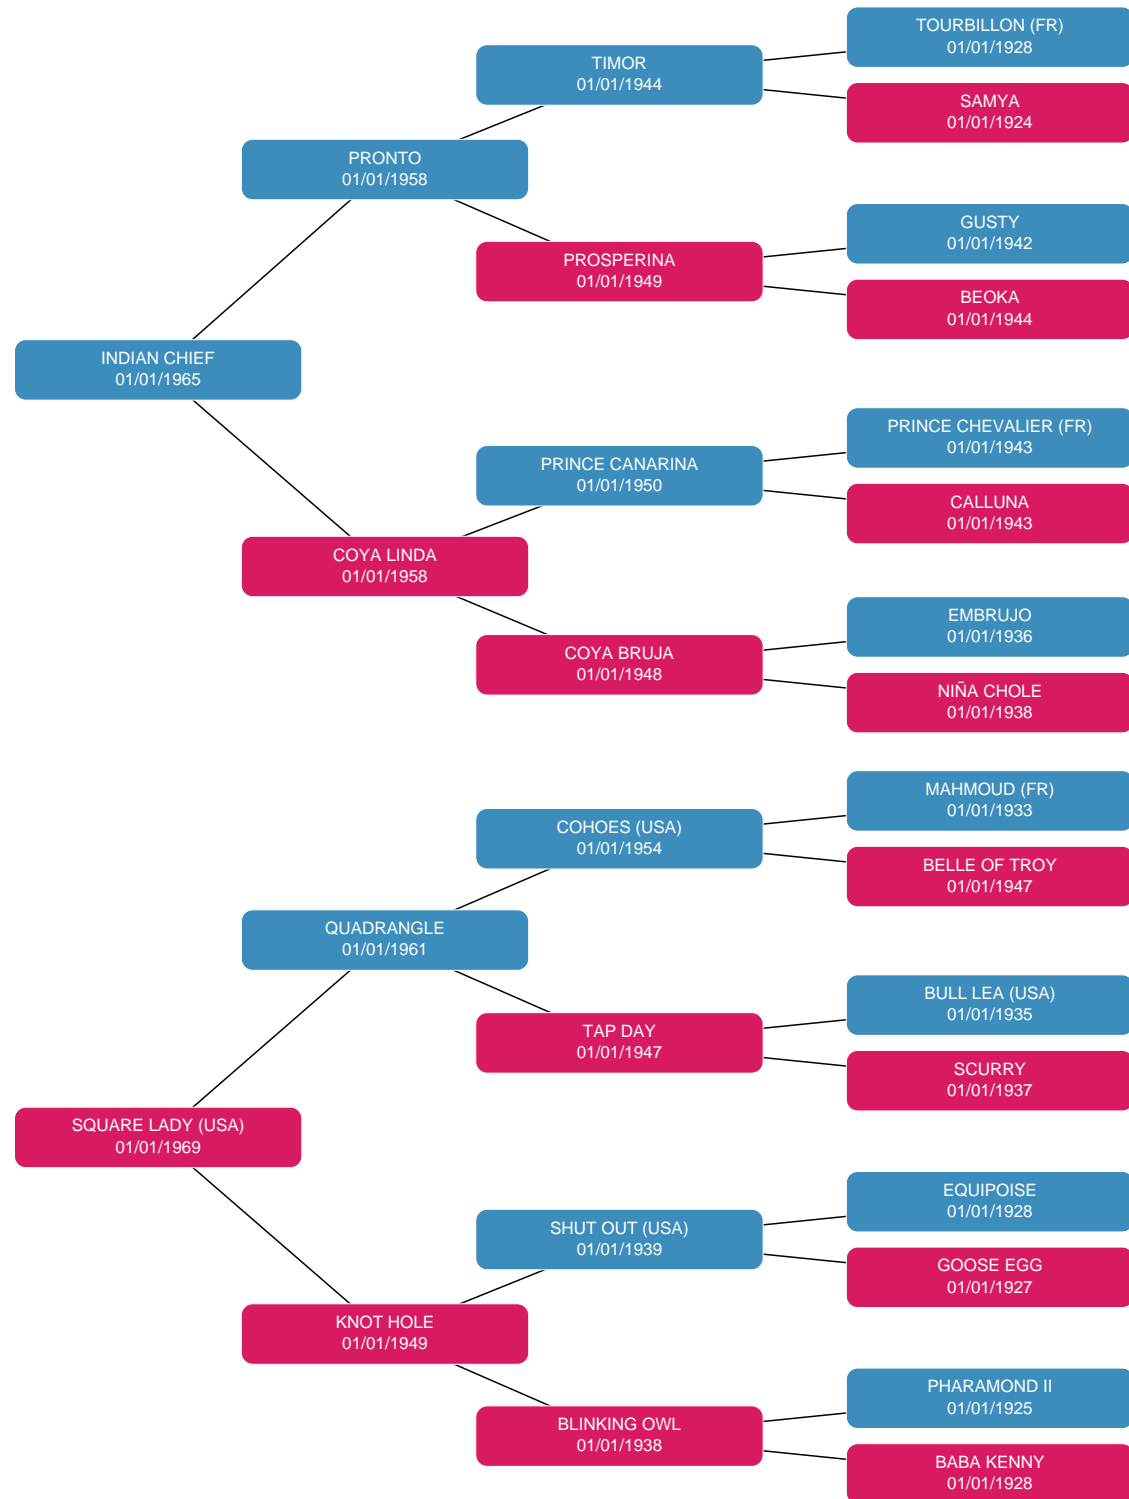 TOURBILLON (FR)
01/01/1928
TIMOR
01/01/1944
SAMYA
01/01/1924
PRONTO
01/01/1958
GUSTY
01/01/1942
PROSPERINA
01/01/1949
BEOKA
01/01/1944
INDIAN CHIEF
01/01/1965
PRINCE CHEVALIER (FR)
01/01/1943
PRINCE CANARINA
01/01/1950
CALLUNA
01/01/1943
COYA LINDA
01/01/1958
EMBRUJO
01/01/1936
COYA BRUJA
01/01/1948
NIÑA CHOLE
01/01/1938
MAHMOUD (FR)
01/01/1933
COHOES (USA)
01/01/1954
BELLE OF TROY
01/01/1947
QUADRANGLE
01/01/1961
BULL LEA (USA)
01/01/1935
TAP DAY
01/01/1947
SCURRY
01/01/1937
SQUARE LADY (USA)
01/01/1969
EQUIPOISE
01/01/1928
SHUT OUT (USA)
01/01/1939
GOOSE EGG
01/01/1927
KNOT HOLE
01/01/1949
PHARAMOND II
01/01/1925
BLINKING OWL
01/01/1938
BABA KENNY
01/01/1928